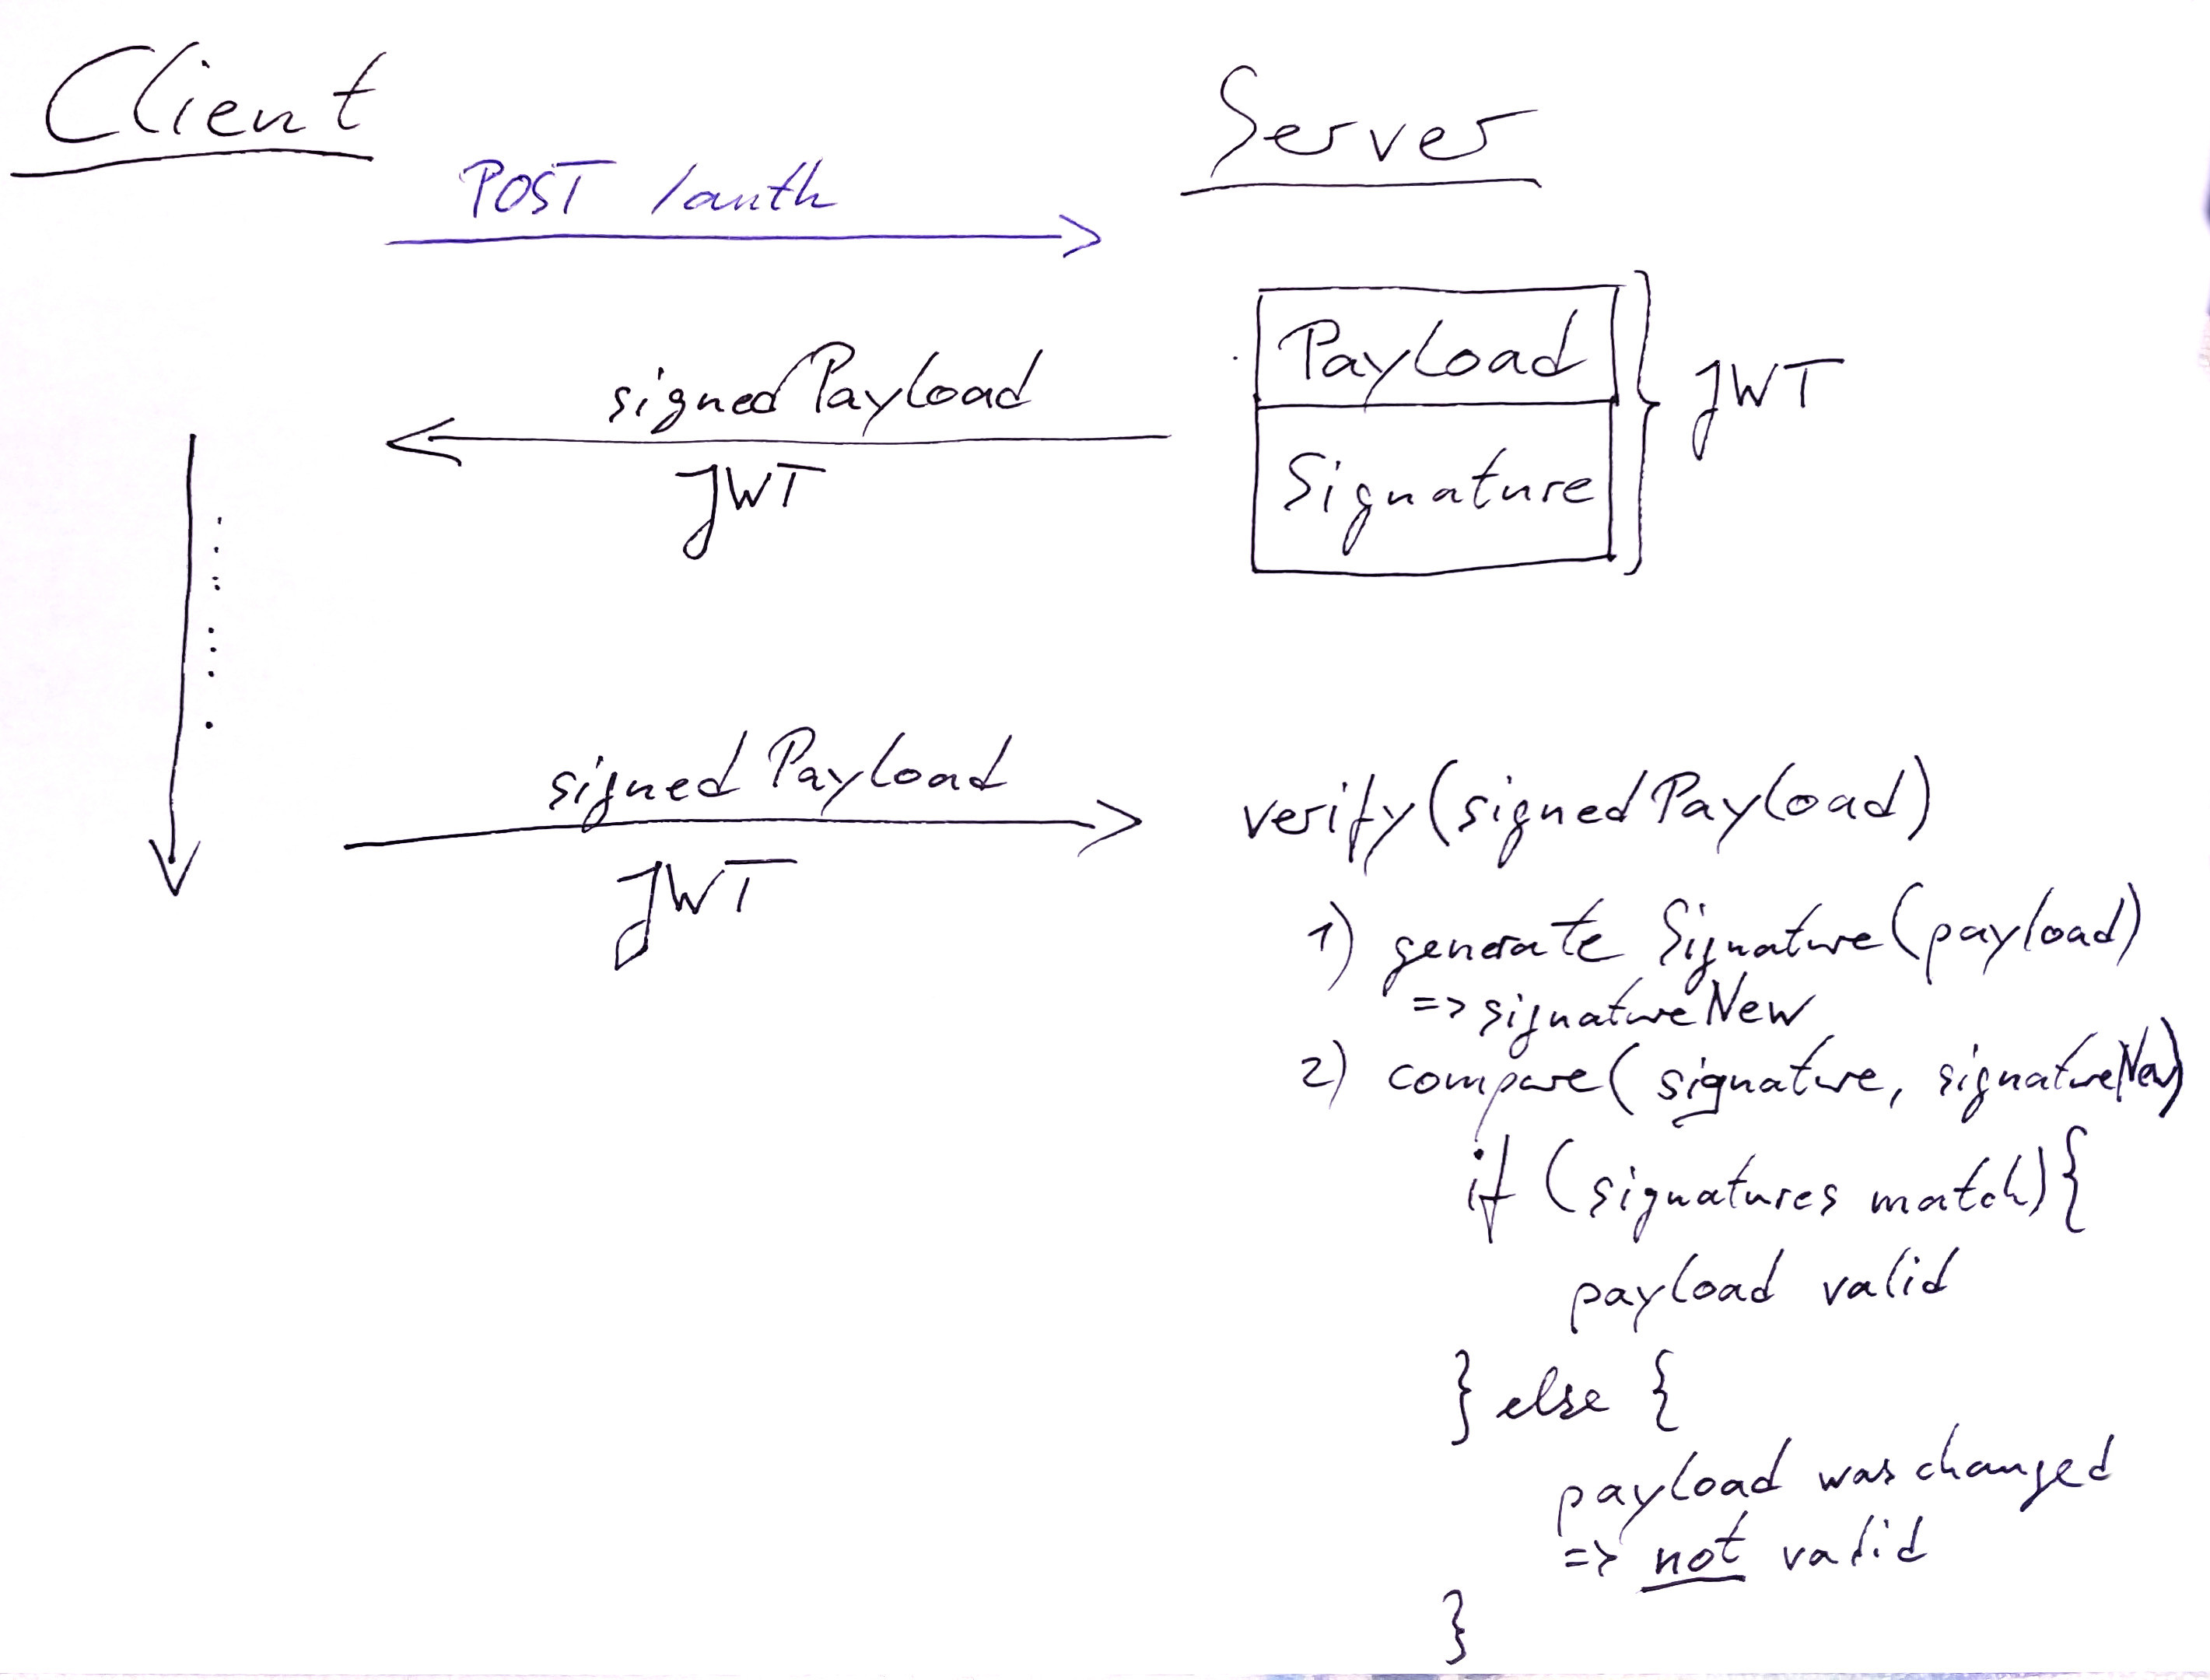 Client
Server
POST /auth
Payload
Signature
JWT
signedPayload
JWT
signedPayload
JWT
verify(signedPayload)
1) generate Signature(payload)
=> signatureNew
2) compare(signature, signatureNew)
if (signatures match){
payload valid
} else {
payload was changed
=> not valid
}